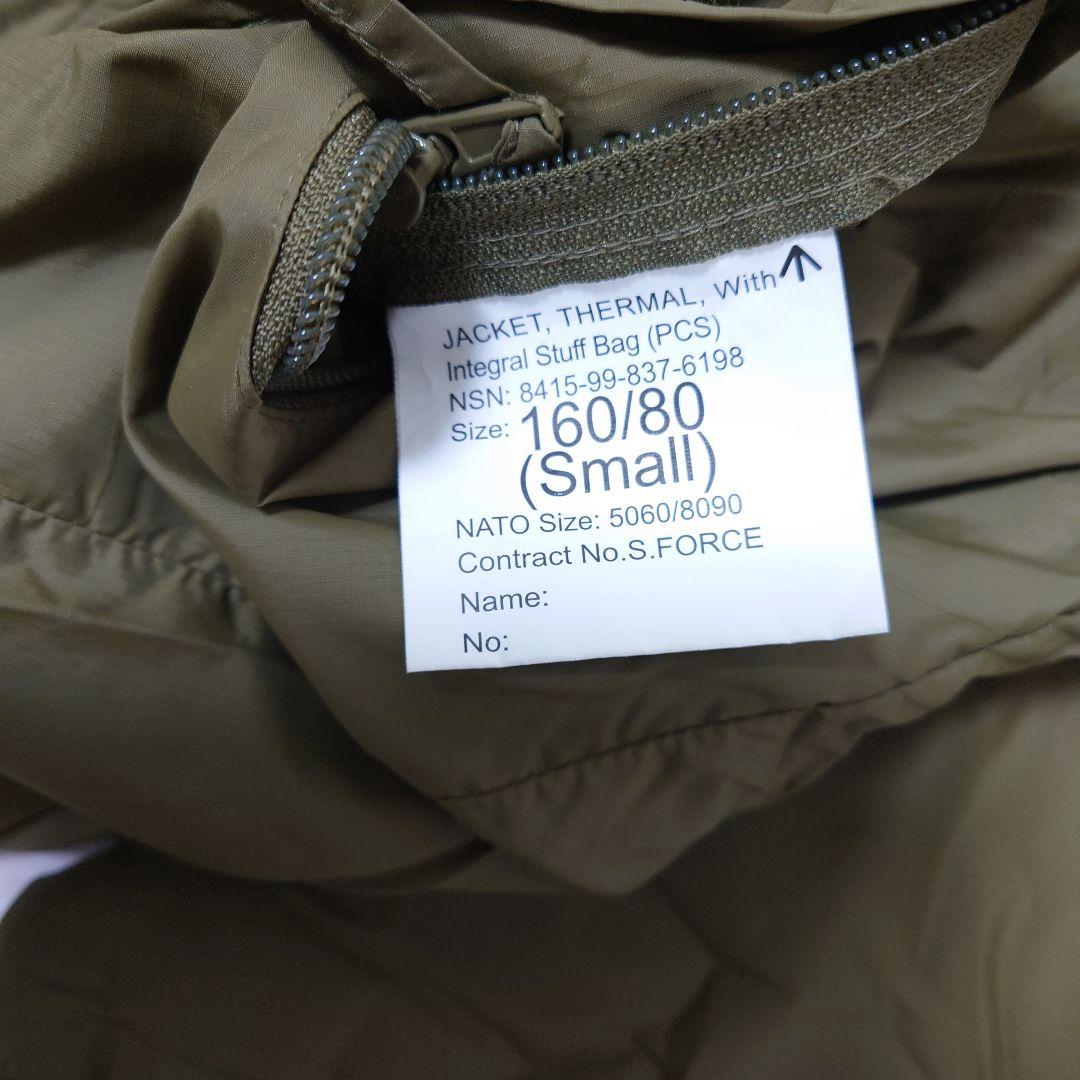 JACKET, THERMAL, With
Integral Stuff Bag (PCS)
NSN: 8415-99-837-6198
Size: 160/80
(Small)
NATO Size: 5060/8090
Contract No.S.FORCE
Name:
No: